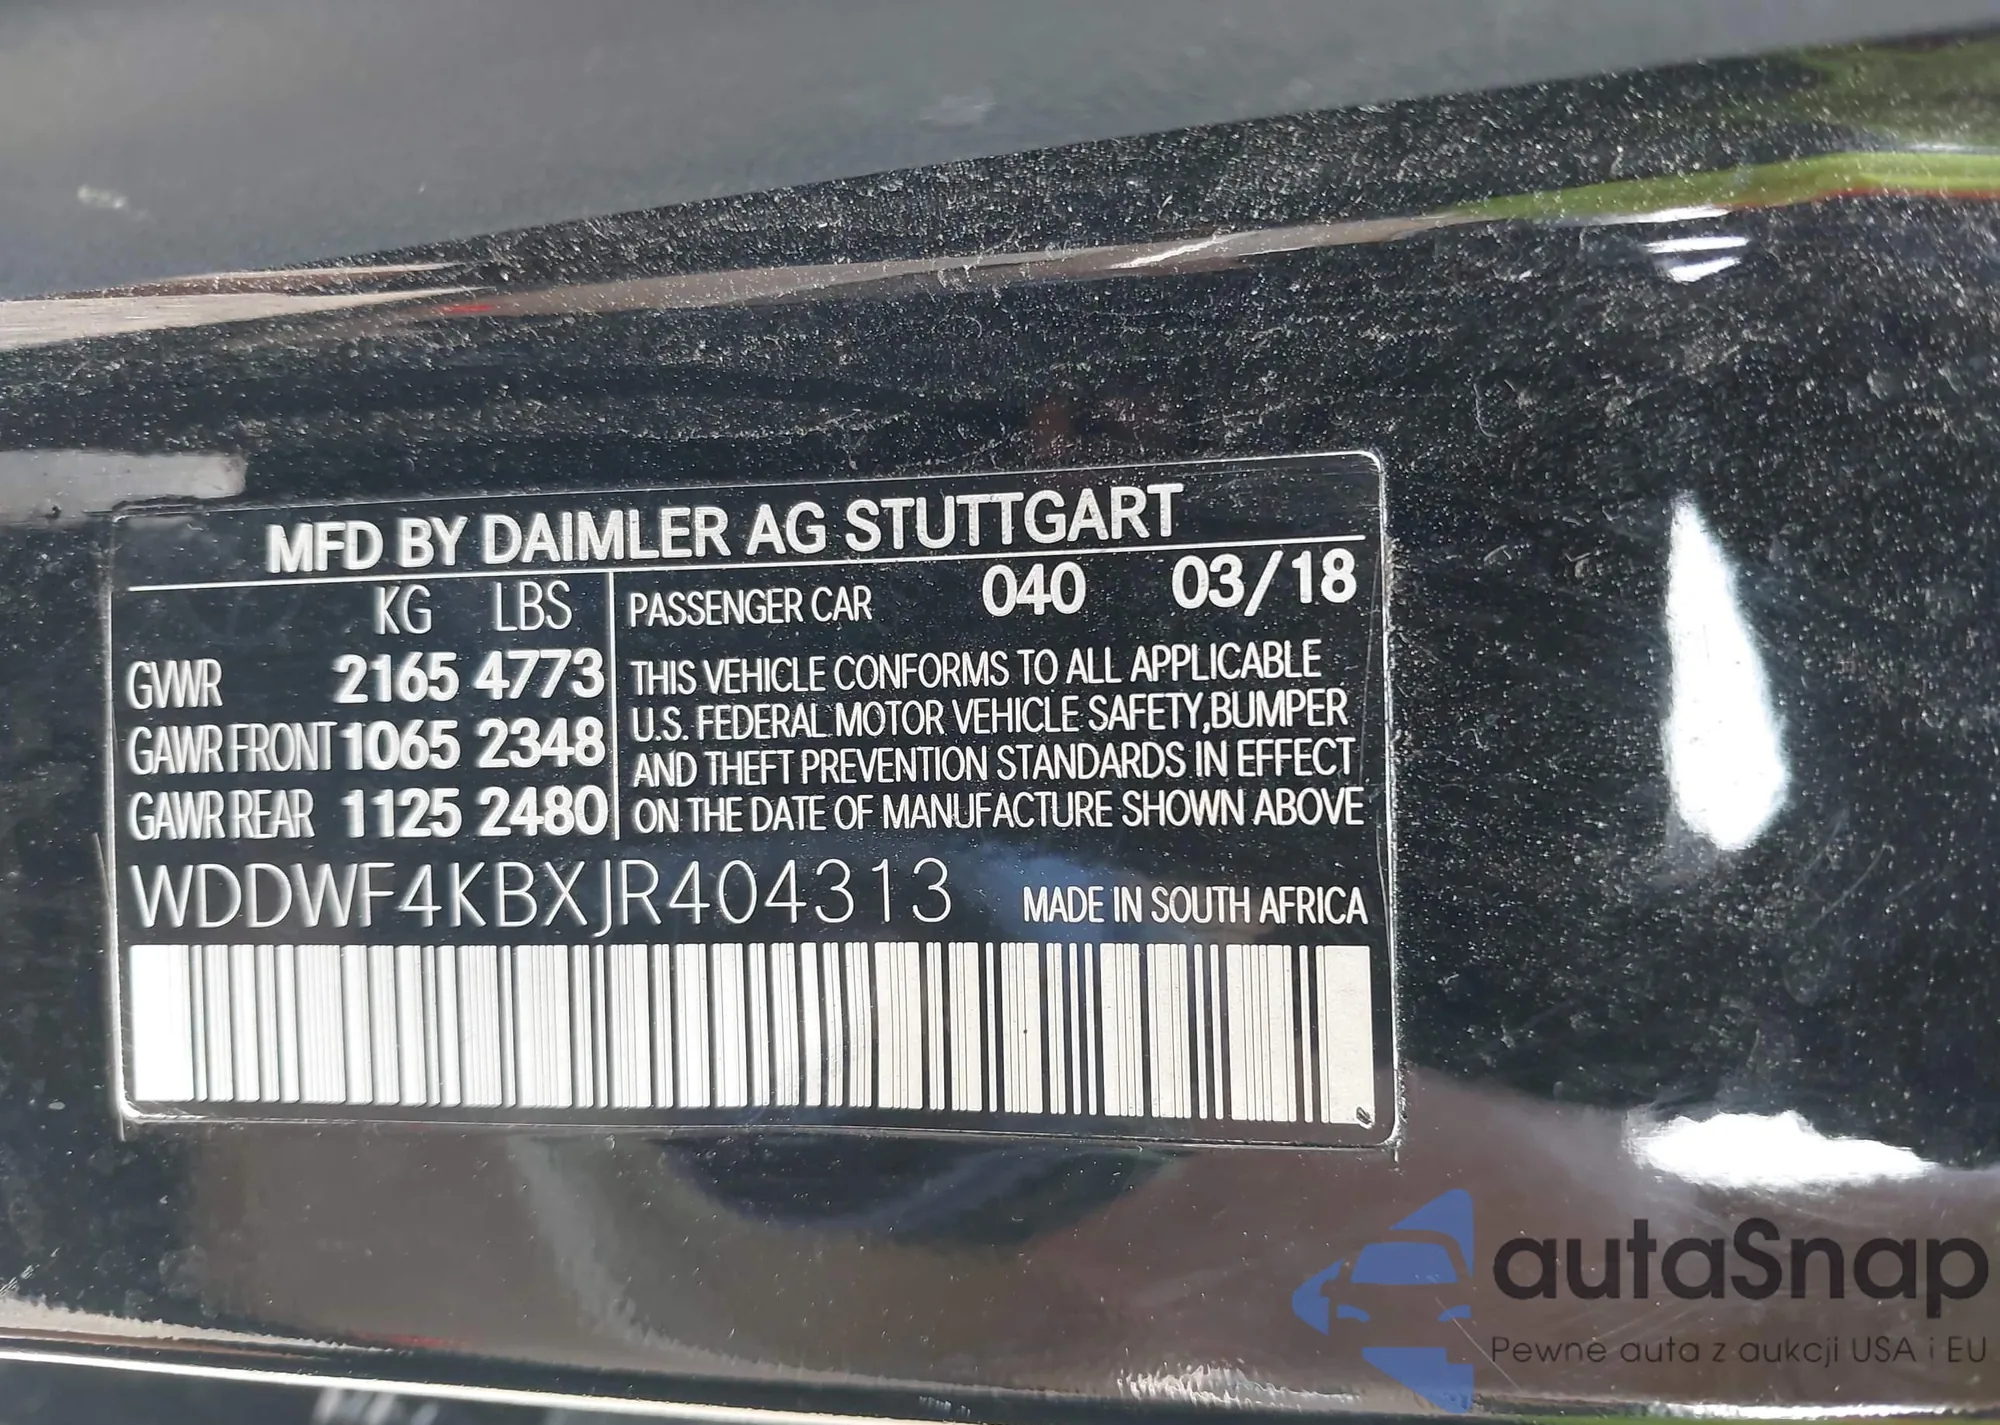 MFD BY DAIMLER AG STUTTGART
KG LBS
GVWR 2165 4773
GAWR FRONT 1065 2348
GAWR REAR 1125 2480
PASSENGER CAR 040 03/18
THIS VEHICLE CONFORMS TO ALL APPLICABLE
U.S. FEDERAL MOTOR VEHICLE SAFETY,BUMPER
AND THEFT PREVENTION STANDARDS IN EFFECT
ON THE DATE OF MANUFACTURE SHOWN ABOVE
WDDWF4KBXJR404313 MADE IN SOUTH AFRICA
autaSnap
Pewne auta z aukcji USA i EU